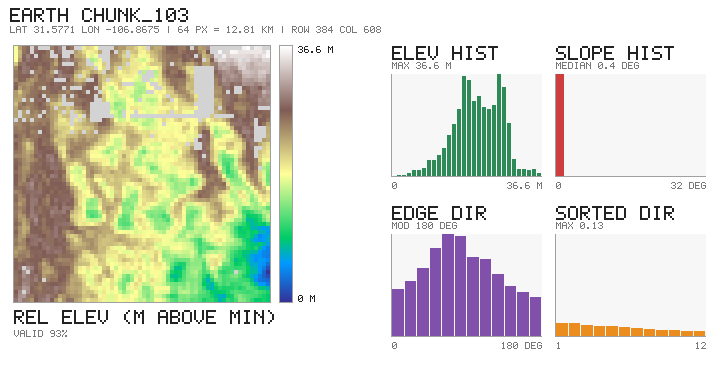 EARTH CHUNK_103
LAT 31.5771 LON -106.8675 | 64 PX = 12.81 KM | ROW 384 COL 608
36.6 M
0 M
REL ELEV (M ABOVE MIN)
VALID 93%
ELEV HIST
MAX 36.6 M
0 36.6 M
SLOPE HIST
MEDIAN 0.4 DEG
0 32 DEG
EDGE DIR
MOD 180 DEG
0 180 DEG
SORTED DIR
MAX 0.13
1 12